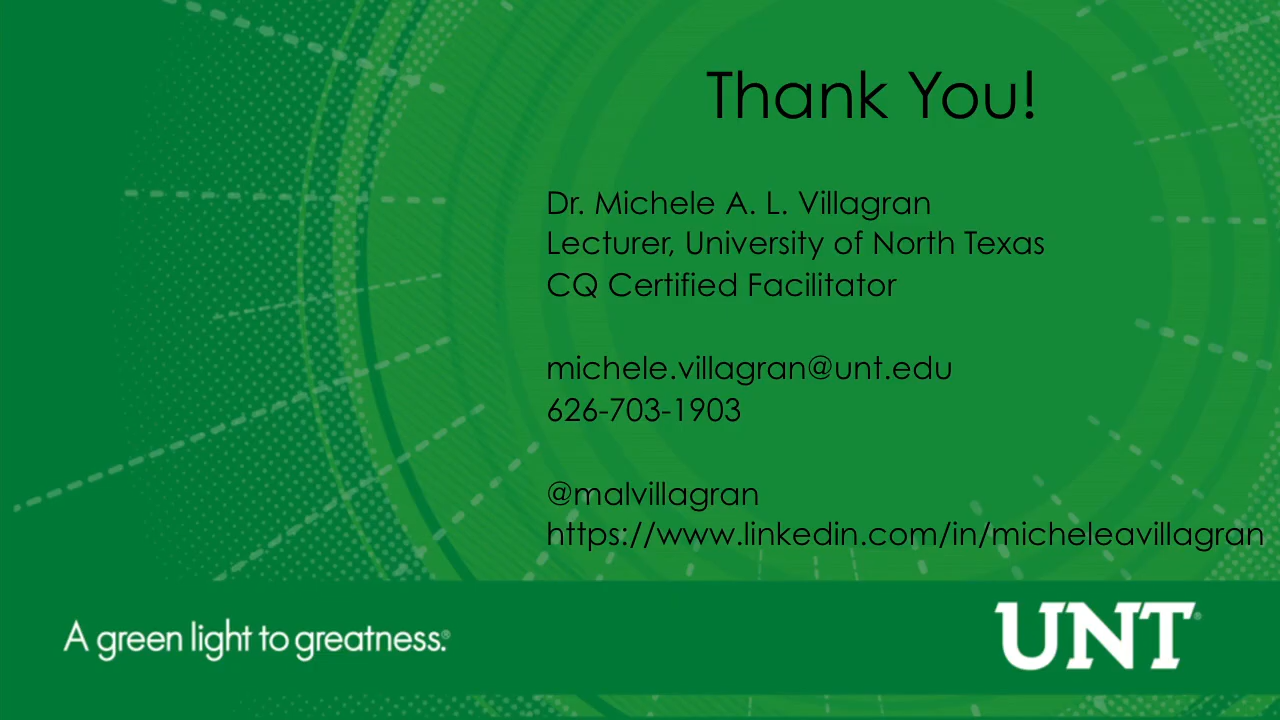 Thank You!
Dr. Michele A. L. Villagran
Lecturer, University of North Texas
CQ Certified Facilitator
michele.villagran@unt.edu
626-703-1903
@malvillagran
https://www.linkedin.com/in/micheleavillagran
A green light to greatness.®
UNT®